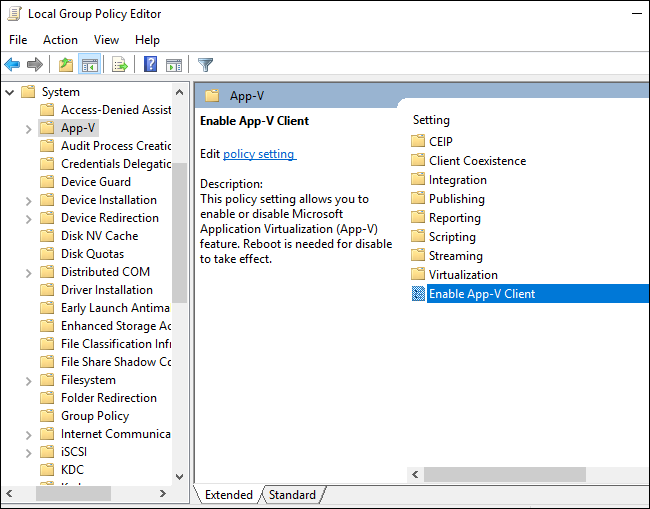 Local Group Policy Editor
File Action View Help
System
Access-Denied Assist
App-V
Audit Process Creatio
Credentials Delegatio
Device Guard
Device Installation
Device Redirection
Disk NV Cache
Disk Quotas
Distributed COM
Driver Installation
Early Launch Antima
Enhanced Storage Ac
File Classification Infr
File Share Shadow Co
Filesystem
Folder Redirection
Group Policy
Internet Communica
iSCSI
KDC
App-V
Enable App-V Client
Edit policy setting
Description:
This policy setting allows you to
enable or disable Microsoft
Application Virtualization (App-V)
feature. Reboot is needed for disable
to take effect.
Setting
CEIP
Client Coexistence
Integration
Publishing
Reporting
Scripting
Streaming
Virtualization
Enable App-V Client
Extended Standard